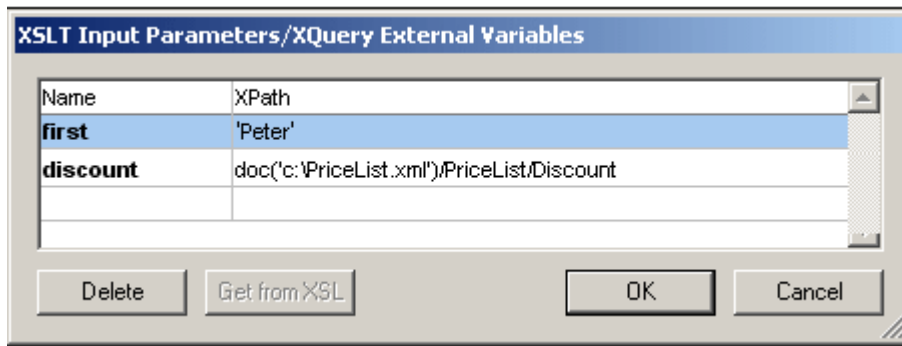 XSLT Input Parameters/XQuery External Variables
Name XPath
first 'Peter'
discount doc('c:\PriceList.xml')/PriceList/Discount
Delete Get from XSL OK Cancel